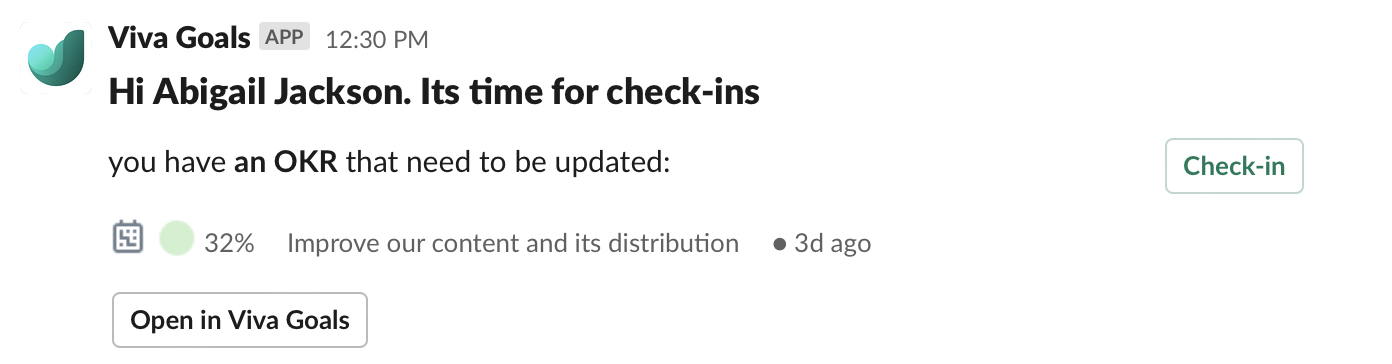 Viva Goals APP 12:30 PM
Hi Abigail Jackson. Its time for check-ins
you have an OKR that need to be updated:
Check-in
32% Improve our content and its distribution • 3d ago
Open in Viva Goals